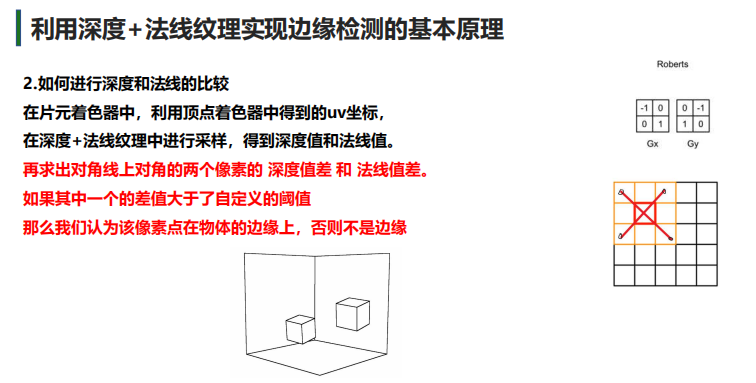 利用深度+法线纹理实现边缘检测的基本原理
2.如何进行深度和法线的比较
在片元着色器中，利用顶点着色器中得到的uv坐标，
在深度+法线纹理中进行采样，得到深度值和法线值。
再求出对角线上对角的两个像素的 深度值差 和 法线值差。
如果其中一个的差值大于了自定义的阈值
那么我们认为该像素点在物体的边缘上，否则不是边缘
Roberts
-1 0 0 -1
0 1 1 0
Gx Gy